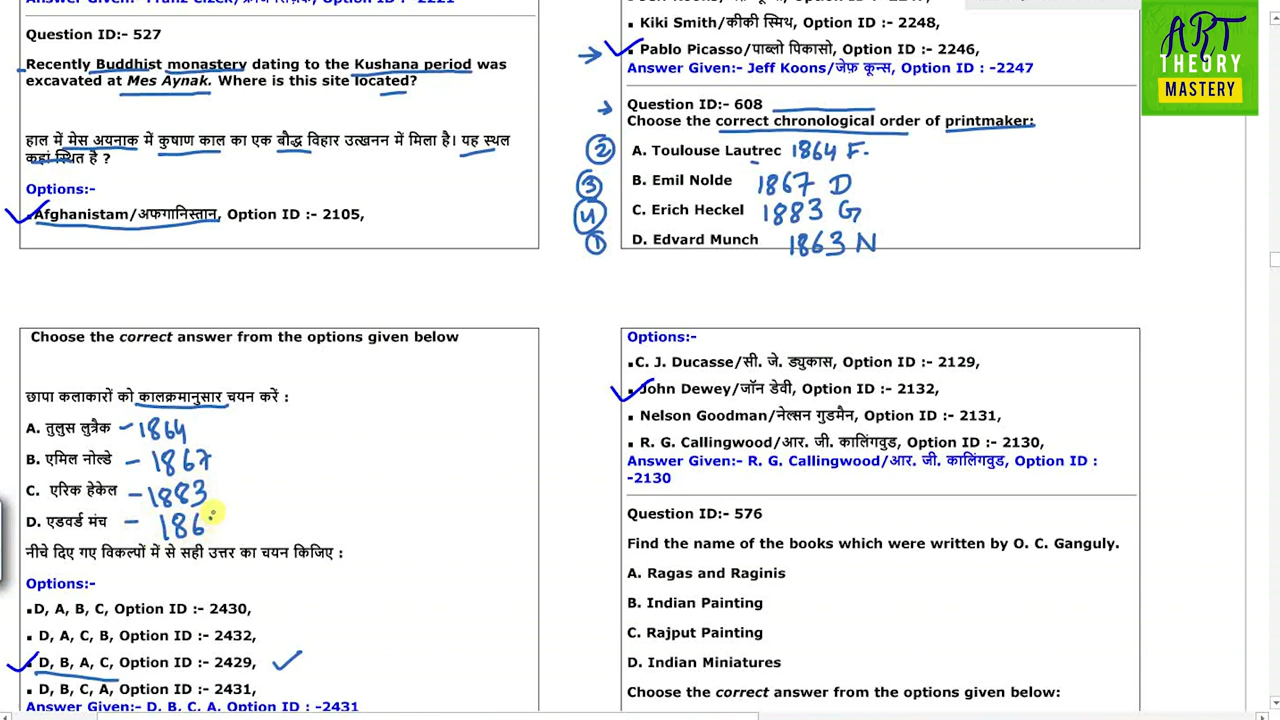 Question ID:- 527
Recently Buddhist monastery dating to the Kushana period was
excavated at Mes Aynak. Where is this site located?
हाल में मेस अयनाक में कुषाण काल का एक बौद्ध विहार उत्खनन में मिला है। यह स्थल
कहां स्थित है ?
Options:-
Afghanistam/अफगानिस्तान, Option ID :- 2105,
Kiki Smith/कीकी स्मिथ, Option ID :- 2248,
Pablo Picasso/पाब्लो पिकासो, Option ID :- 2246,
Answer Given:- Jeff Koons/जेफ़ कून्स, Option ID : -2247
Question ID:- 608
Choose the correct chronological order of printmaker:
② A. Toulouse Lautrec 1864 F.
③ B. Emil Nolde 1867 D
④ C. Erich Heckel 1883 G
① D. Edvard Munch 1863 N
ART
THEORY
MASTERY
Choose the correct answer from the options given below
छापा कलाकारों को कालक्रमानुसार चयन करें :
A. तुलुस लुत्रैक - 1864
B. एमिल नोल्डे - 1867
C. एरिक हेकेल - 1883
D. एडवर्ड मंच - 186
नीचे दिए गए विकल्पों में से सही उत्तर का चयन किजिए :
Options:-
D, A, B, C, Option ID :- 2430,
D, A, C, B, Option ID :- 2432,
D, B, A, C, Option ID :- 2429,
D, B, C, A, Option ID :- 2431,
Answer Given:- D, B, C, A, Option ID : -2431
Options:-
C. J. Ducasse/सी. जे. ड्युकास, Option ID :- 2129,
John Dewey/जॉन डेवी, Option ID :- 2132,
Nelson Goodman/नेल्सन गुडमैन, Option ID :- 2131,
R. G. Callingwood/आर. जी. कालिंगवुड, Option ID :- 2130,
Answer Given:- R. G. Callingwood/आर. जी. कालिंगवुड, Option ID :
-2130
Question ID:- 576
Find the name of the books which were written by O. C. Ganguly.
A. Ragas and Raginis
B. Indian Painting
C. Rajput Painting
D. Indian Miniatures
Choose the correct answer from the options given below: